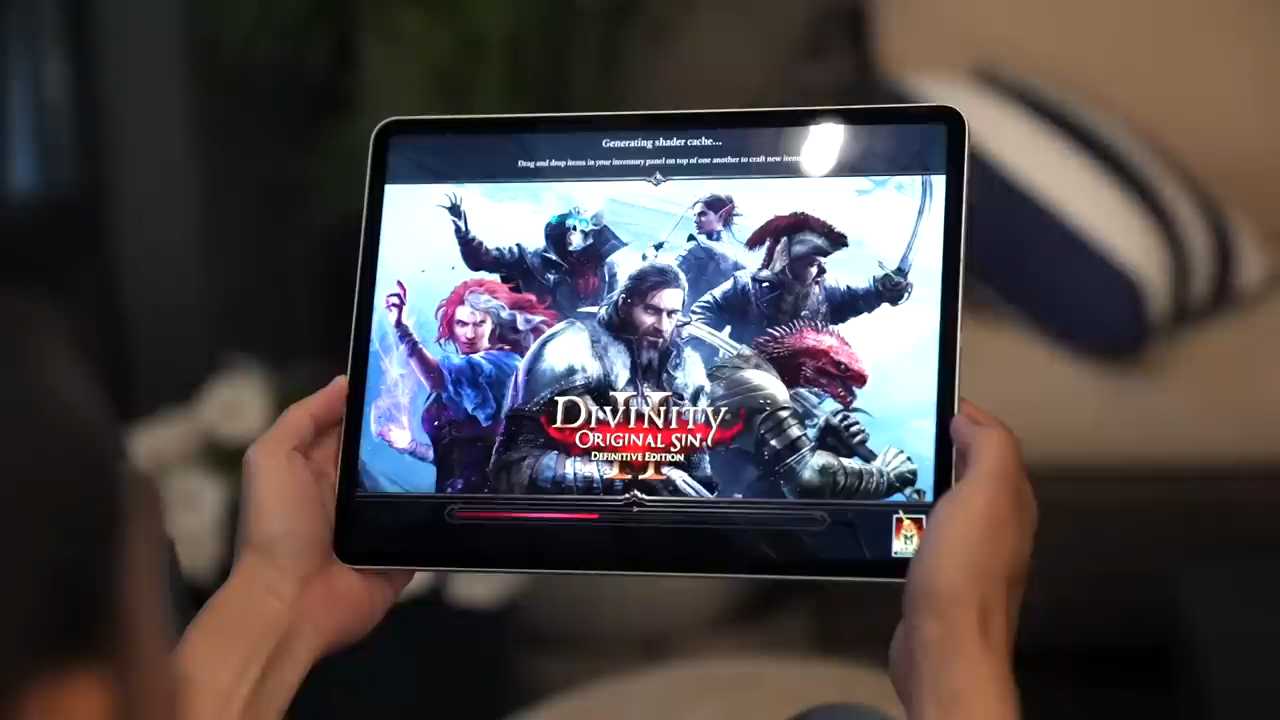 Generating shader cache...
Drag and drop items in your inventory panel on top of one another to craft new items
DIVINITY
II
ORIGINAL SIN
DEFINITIVE EDITION